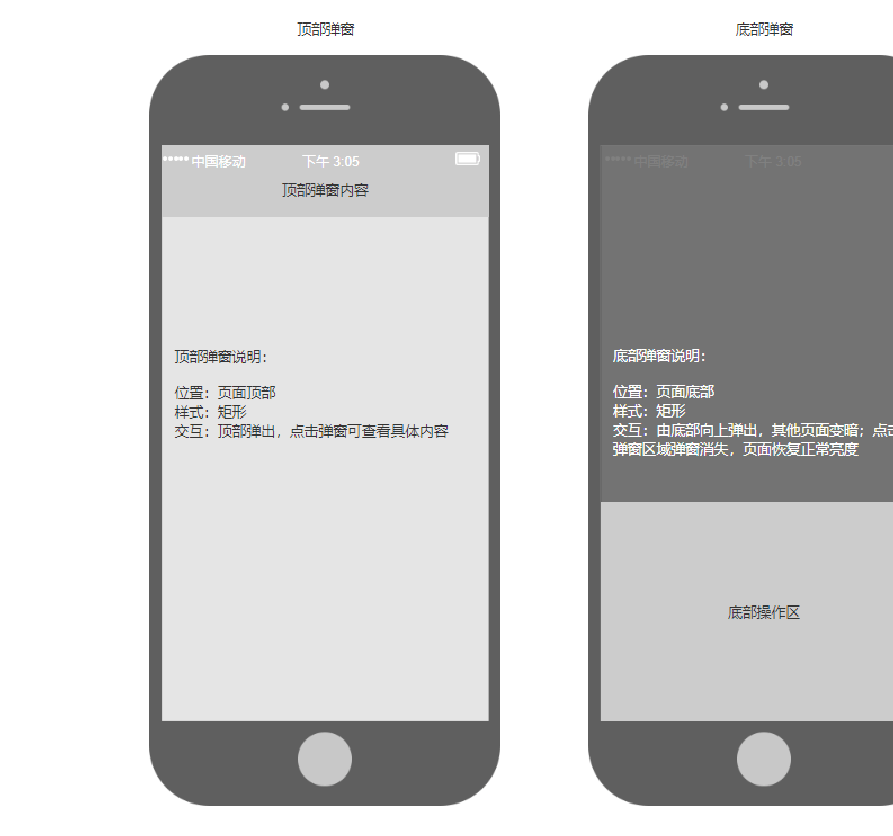 顶部弹窗
中国移动 下午 3:05
顶部弹窗内容
顶部弹窗说明：
位置：页面顶部
样式：矩形
交互：顶部弹出，点击弹窗可查看具体内容
底部弹窗
中国移动 下午 3:05
底部弹窗说明：
位置：页面底部
样式：矩形
交互：由底部向上弹出，其他页面变暗；点击
弹窗区域弹窗消失，页面恢复正常亮度
底部操作区